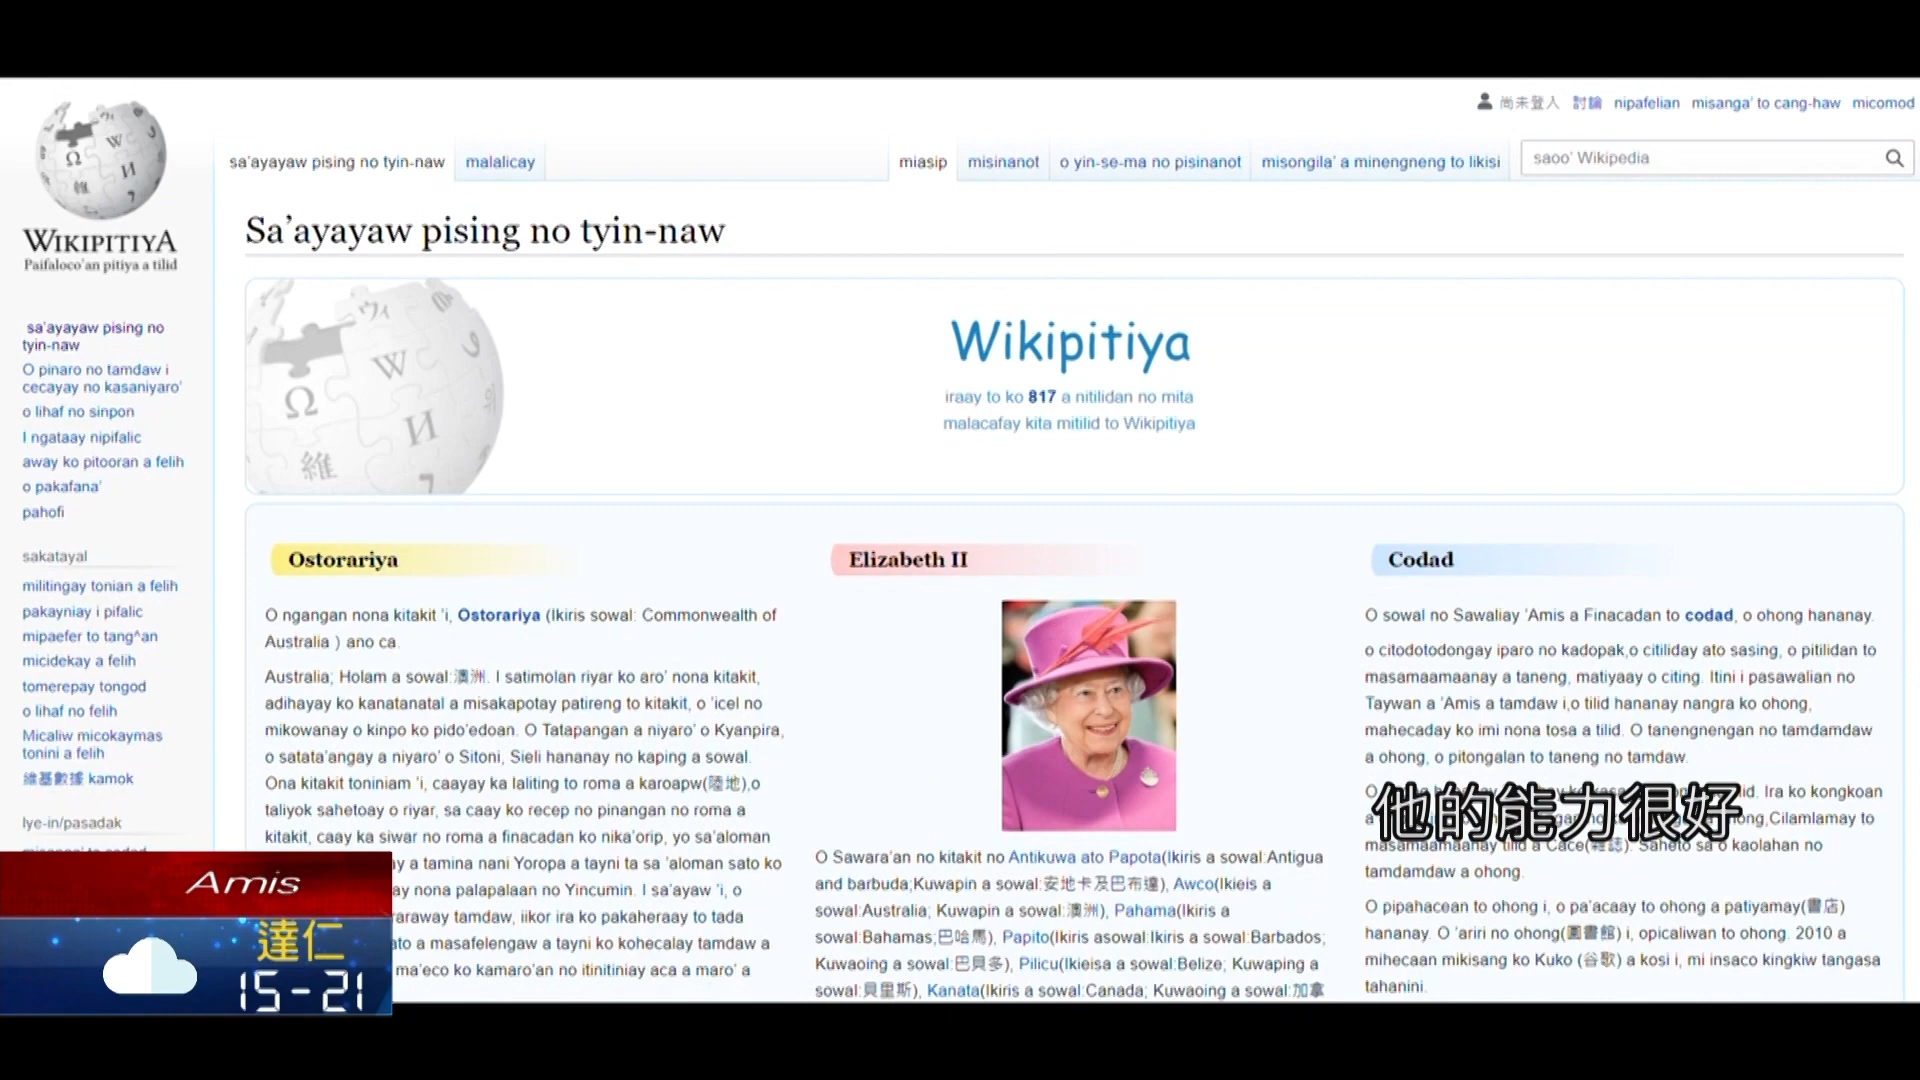 尚未登入 討論 nipafelian misanga' to cang-haw micomod
sa'ayayaw pising no tyin-naw malalicay miasip misinanot o yin-se-ma no pisinanot misongila' a minengneng to likisi saoo' Wikipedia
WIKIPITIYA
Paifaloco'an pitiya a tilid
sa'ayayaw pising no
tyin-naw
O pinaro no tamdaw i
cecayay no kasaniyaro'
o lihaf no sinpon
I ngataay nipifalic
away ko pitooran a felih
o pakafana'
pahofi
sakatayal
militingay tonian a felih
pakayniay i pifalic
mipaefer to tang^an
micidekay a felih
tomerepay tongod
o lihaf no felih
Micaliw micokaymas
tonini a felih
維基數據 kamok
lye-in/pasadak
Sa'ayayaw pising no tyin-naw
Wikipitiya
iraay to ko 817 a nitilidan no mita
malacafay kita mitilid to Wikipitiya
Ostorariya
O ngangan nona kitakit 'i, Ostorariya (Ikiris sowal: Commonwealth of
Australia ) ano ca.
Australia; Holam a sowal:澳洲. I satimolan riyar ko aro' nona kitakit,
adihayay ko kanatanatal a misakapotay patireng to kitakit, o 'icel no
mikowanay o kinpo ko pido'edoan. O Tatapangan a niyaro' o Kyanpira,
o satata'angay a niyaro' o Sitoni, Sieli hananay no kaping a sowal.
Ona kitakit toniniam 'i, caayay ka laliting to roma a karoapw(陸地),o
taliyok sahetoay o riyar, sa caay ko recep no pinangan no roma a
kitakit, caay ka siwar no roma a finacadan ko nika'orip, yo sa'aloman
ay a tamina nani Yoropa a tayni ta sa 'aloman sato ko
ay nona palapalaan no Yincumin. I sa'ayaw 'i, o
araway tamdaw, iikor ira ko pakaheraay to tada
ato a masafelengaw a tayni ko kohecalay tamdaw a
ma'eco ko kamaro'an no itinitiniay aca a maro' a
Elizabeth II
O Sawara'an no kitakit no Antikuwa ato Papota(Ikiris a sowal:Antigua
and barbuda;Kuwapin a sowal:安地卡及巴布達), Awco(Ikieis a
sowal:Australia; Kuwapin a sowal:澳洲), Pahama(Ikiris a
sowal:Bahamas;巴哈馬), Papito(Ikiris asowal:Ikiris a sowal:Barbados;
Kuwaoing a sowal:巴貝多), Pilicu(Ikieisa a sowal:Belize; Kuwaping a
sowal:貝里斯), Kanata(Ikiris a sowal:Canada; Kuwaoing a sowal:加拿
Codad
O sowal no Sawaliay 'Amis a Finacadan to codad, o ohong hananay.
o citodotodongay iparo no kadopak,o citiliday ato sasing, o pitilidan to
masamaamaanay a taneng, matiyaay o citing. Itini i pasawalian no
Taywan a 'Amis a tamdaw i,o tilid hananay nangra ko ohong,
mahecaday ko imi nona tosa a tilid. O tanengnengan no tamdamdaw
a ohong, o pitongalan to taneng no tamdaw.
Ira ko kongkoan
Cilamlamay to
masamaamaanay tilid a Cace(雜誌). Saheto sa o kaolahan no
tamdamdaw a ohong.
O pipahacean to ohong i, o pa'acaay to ohong a patiyamay(書店)
hananay. O 'ariri no ohong(圖書館) i, opicaliwan to ohong. 2010 a
mihecaan mikisang ko Kuko (谷歌) a kosi i, mi insaco kingkiw tangasa
tahanini.
他的能力很好
Amis
達仁
15-21